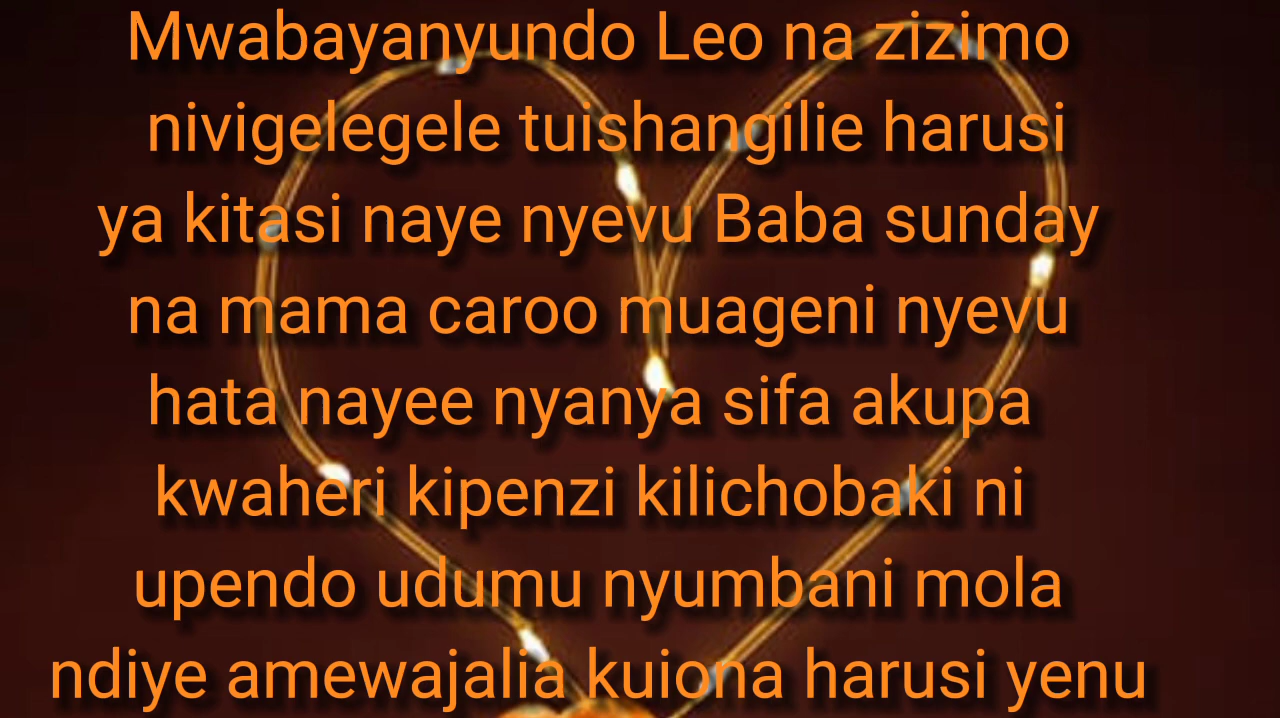 Mwabayanyundo Leo na zizimo
nivigelegele tuishangilie harusi
ya kitasi naye nyevu Baba sunday
na mama caroo muageni nyevu
hata nayee nyanya sifa akupa
kwaheri kipenzi kilichobaki ni
upendo udumu nyumbani mola
ndiye amewajalia kuiona harusi yenu